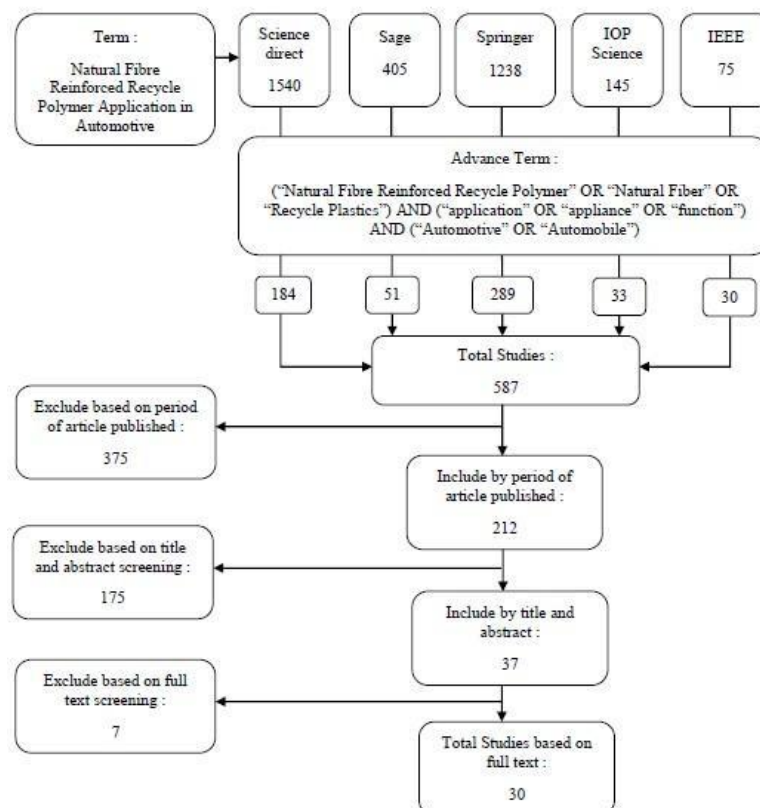 Term :
Natural Fibre
Reinforced Recycle
Polymer Application in
Automotive
Science
direct
1540
Sage
405
Springer
1238
IOP
Science
145
IEEE
75
Advance Term :
(“Natural Fibre Reinforced Recycle Polymer” OR “Natural Fiber” OR
“Recycle Plastics”) AND (“application” OR “appliance” OR “function”)
AND (“Automotive” OR “Automobile”)
184
51
289
33
30
Total Studies :
587
Exclude based on period
of article published :
375
Include by period of
article published :
212
Exclude based on title
and abstract screening :
175
Include by title and
abstract :
37
Exclude based on full
text screening :
7
Total Studies based on
full text :
30